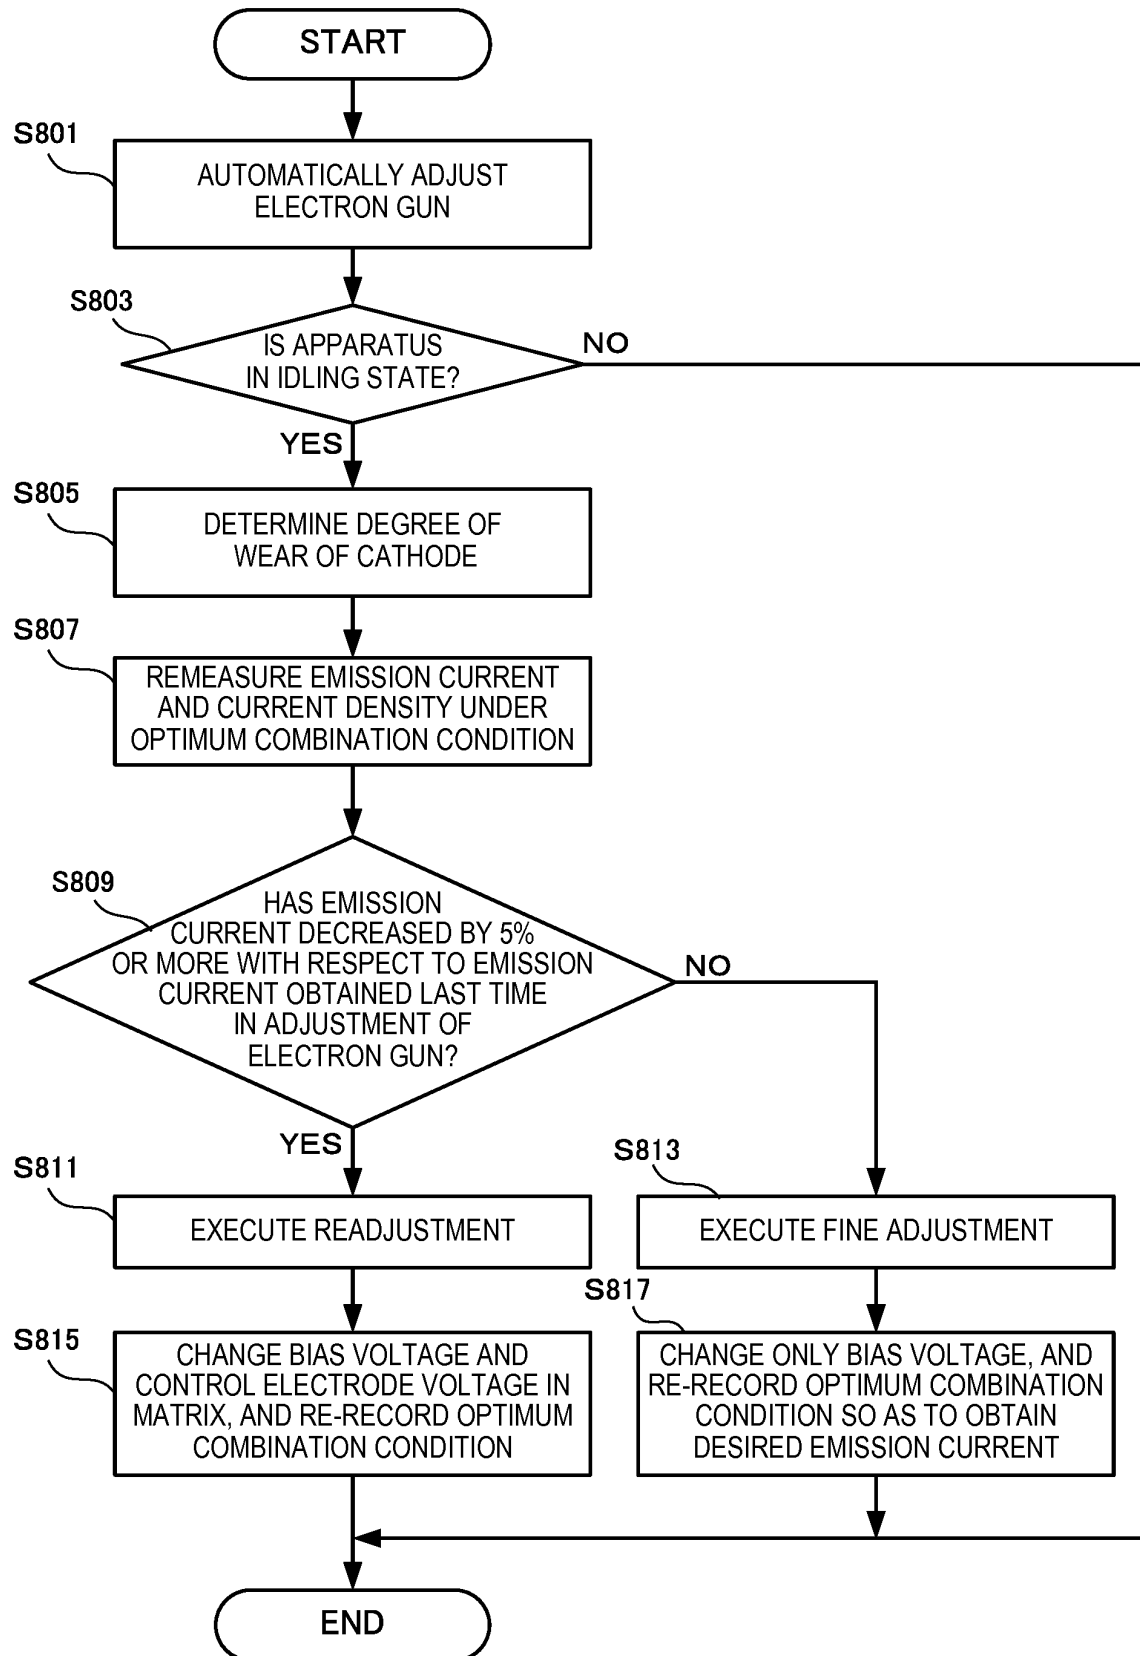 START
S801
AUTOMATICALLY ADJUST
ELECTRON GUN
S803
IS APPARATUS
IN IDLING STATE?
NO
YES
S805
DETERMINE DEGREE OF
WEAR OF CATHODE
S807
REMEASURE EMISSION CURRENT
AND CURRENT DENSITY UNDER
OPTIMUM COMBINATION CONDITION
S809
HAS EMISSION
CURRENT DECREASED BY 5%
OR MORE WITH RESPECT TO EMISSION
CURRENT OBTAINED LAST TIME
IN ADJUSTMENT OF
ELECTRON GUN?
NO
YES
S811
EXECUTE READJUSTMENT
S813
EXECUTE FINE ADJUSTMENT
S815
CHANGE BIAS VOLTAGE AND
CONTROL ELECTRODE VOLTAGE IN
MATRIX, AND RE-RECORD OPTIMUM
COMBINATION CONDITION
S817
CHANGE ONLY BIAS VOLTAGE, AND
RE-RECORD OPTIMUM COMBINATION
CONDITION SO AS TO OBTAIN
DESIRED EMISSION CURRENT
END